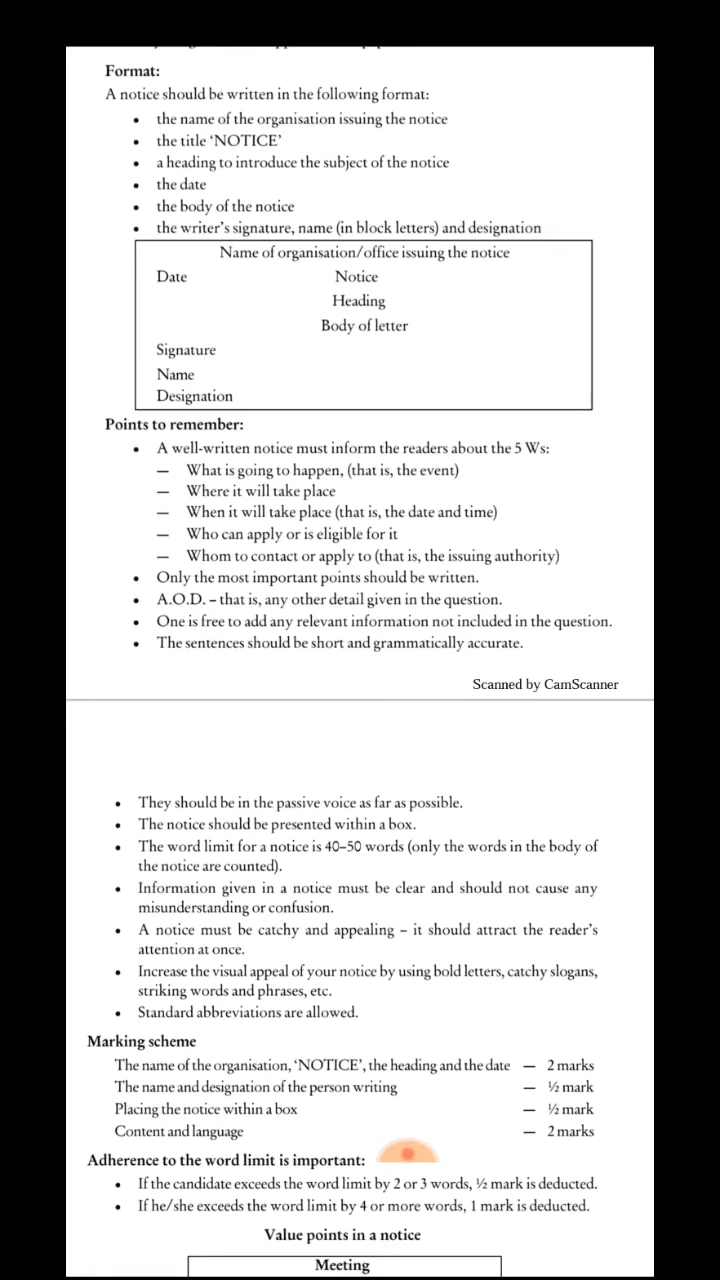 Format:
A notice should be written in the following format:
• the name of the organisation issuing the notice
• the title ‘NOTICE’
• a heading to introduce the subject of the notice
• the date
• the body of the notice
• the writer’s signature, name (in block letters) and designation
Name of organisation/office issuing the notice
Date Notice
Heading
Body of letter
Signature
Name
Designation
Points to remember:
• A well-written notice must inform the readers about the 5 Ws:
— What is going to happen, (that is, the event)
— Where it will take place
— When it will take place (that is, the date and time)
— Who can apply or is eligible for it
— Whom to contact or apply to (that is, the issuing authority)
• Only the most important points should be written.
• A.O.D. – that is, any other detail given in the question.
• One is free to add any relevant information not included in the question.
• The sentences should be short and grammatically accurate.
Scanned by CamScanner
• They should be in the passive voice as far as possible.
• The notice should be presented within a box.
• The word limit for a notice is 40–50 words (only the words in the body of
the notice are counted).
• Information given in a notice must be clear and should not cause any
misunderstanding or confusion.
• A notice must be catchy and appealing – it should attract the reader’s
attention at once.
• Increase the visual appeal of your notice by using bold letters, catchy slogans,
striking words and phrases, etc.
• Standard abbreviations are allowed.
Marking scheme
The name of the organisation, ‘NOTICE’, the heading and the date — 2 marks
The name and designation of the person writing — ½ mark
Placing the notice within a box — ½ mark
Content and language — 2 marks
Adherence to the word limit is important:
• If the candidate exceeds the word limit by 2 or 3 words, ½ mark is deducted.
• If he/she exceeds the word limit by 4 or more words, 1 mark is deducted.
Value points in a notice
Meeting